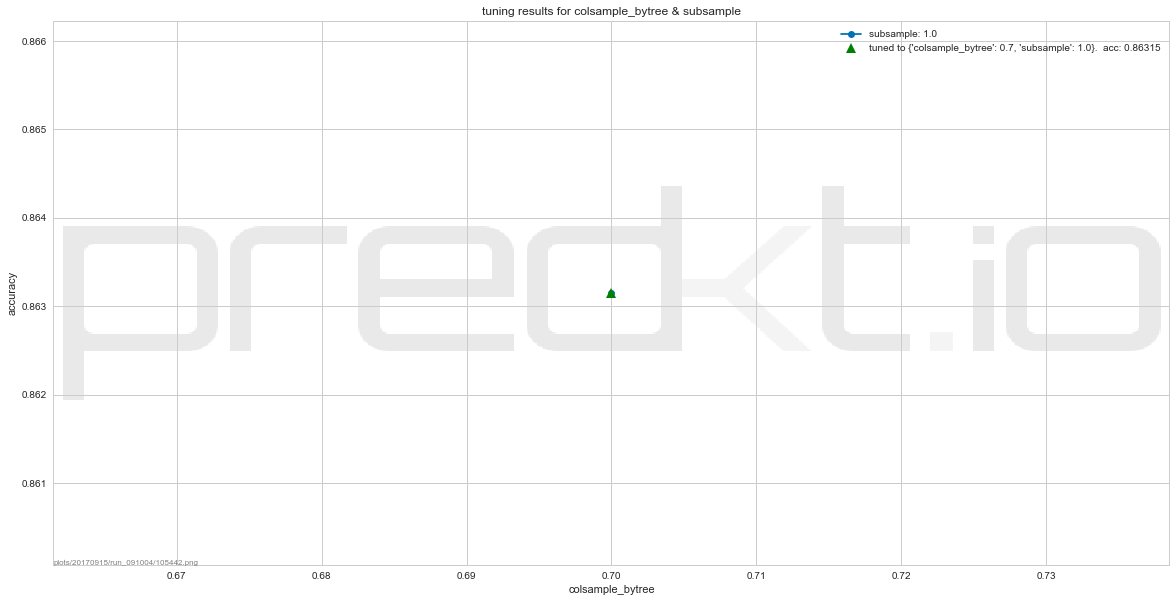 tuning results for colsample_bytree & subsample
subsample: 1.0
tuned to {'colsample_bytree': 0.7, 'subsample': 1.0}.  acc: 0.86315
0.866
0.865
0.864
0.863
0.862
0.861
accuracy
predkt.io
plots/20170915/run_091004/105442.png
0.67 0.68 0.69 0.70 0.71 0.72 0.73
colsample_bytree